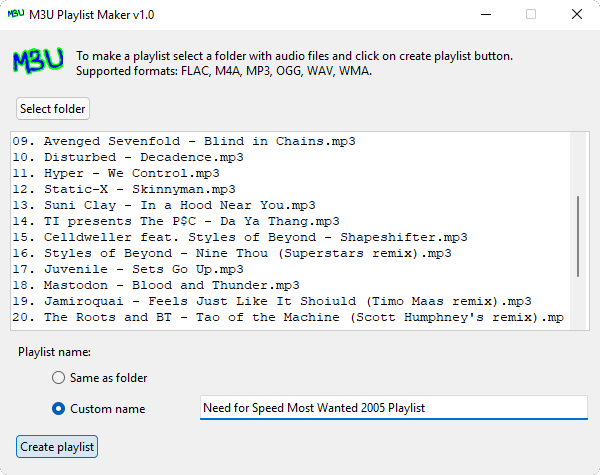 M3U M3U Playlist Maker v1.0
M3U
To make a playlist select a folder with audio files and click on create playlist button.
Supported formats: FLAC, M4A, MP3, OGG, WAV, WMA.
Select folder
09. Avenged Sevenfold - Blind in Chains.mp3
10. Disturbed - Decadence.mp3
11. Hyper - We Control.mp3
12. Static-X - Skinnyman.mp3
13. Suni Clay - In a Hood Near You.mp3
14. TI presents The P$C - Da Ya Thang.mp3
15. Celldweller feat. Styles of Beyond - Shapeshifter.mp3
16. Styles of Beyond - Nine Thou (Superstars remix).mp3
17. Juvenile - Sets Go Up.mp3
18. Mastodon - Blood and Thunder.mp3
19. Jamiroquai - Feels Just Like It Shoiuld (Timo Maas remix).mp3
20. The Roots and BT - Tao of the Machine (Scott Humphney's remix).mp
Playlist name:
Same as folder
Custom name Need for Speed Most Wanted 2005 Playlist
Create playlist